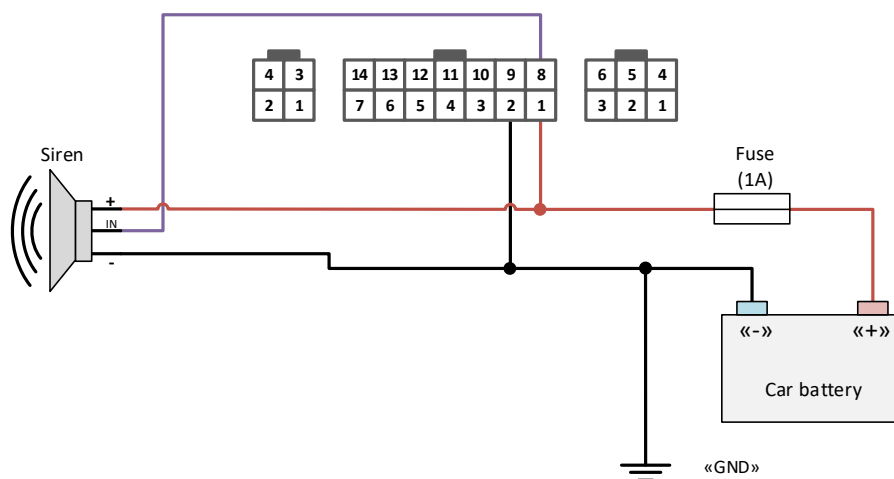 4 3
2 1
14 13 12 11 10 9 8
7 6 5 4 3 2 1
6 5 4
3 2 1
Siren
+
IN
-
Fuse
(1A)
«-» «+»
Car battery
«GND»